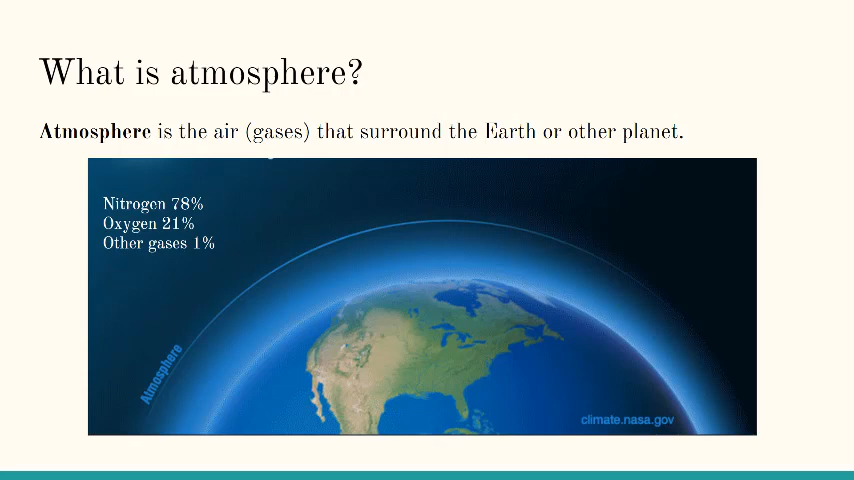 What is atmosphere?
Atmosphere is the air (gases) that surround the Earth or other planet.
Nitrogen 78%
Oxygen 21%
Other gases 1%
Atmosphere
climate.nasa.gov